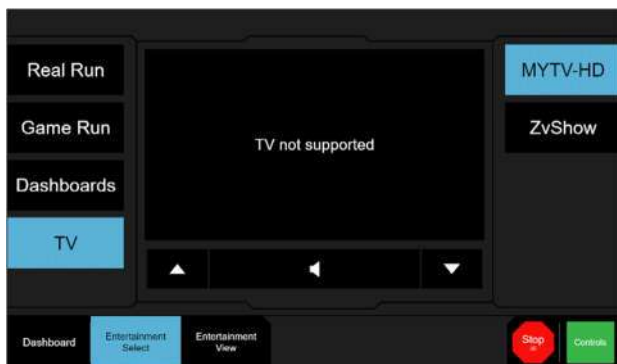 Real Run
Game Run
Dashboards
TV
TV not supported
MYTV-HD
ZvShow
Dashboard
Entertainment
Select
Entertainment
View
Stop
Controls